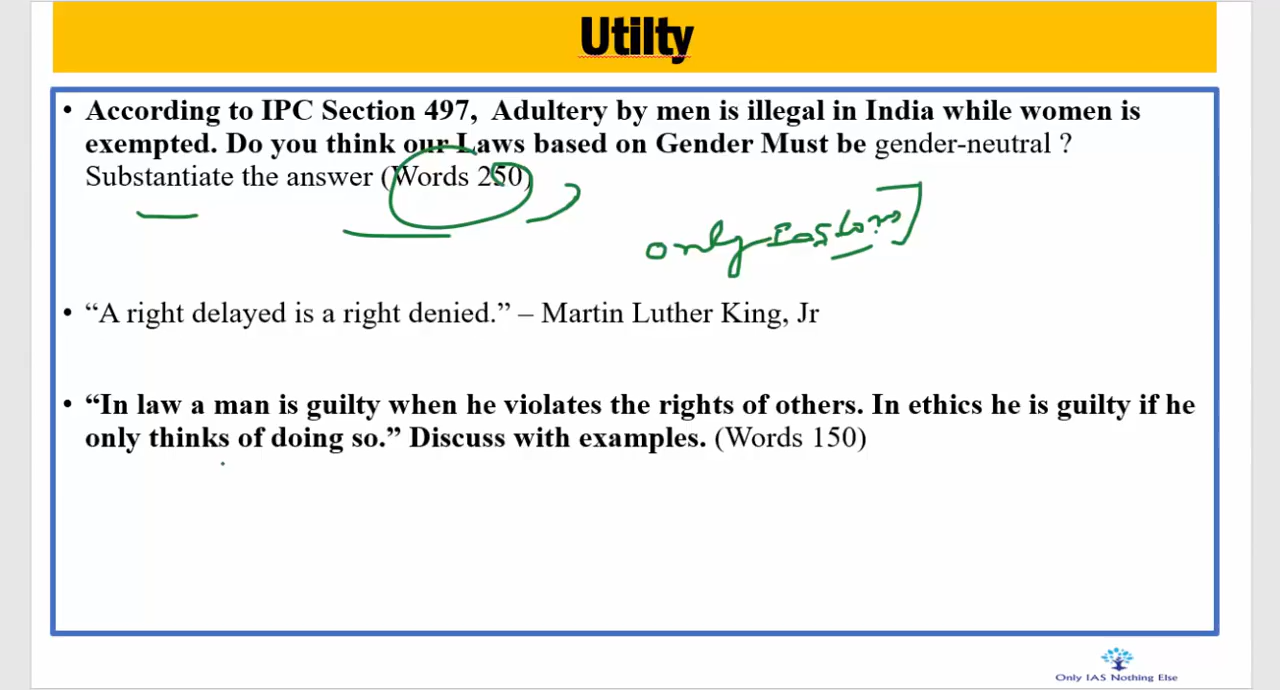 Utilty
• According to IPC Section 497, Adultery by men is illegal in India while women is
exempted. Do you think our Laws based on Gender Must be gender-neutral ?
Substantiate the answer (Words 250)
• “A right delayed is a right denied.” – Martin Luther King, Jr
• “In law a man is guilty when he violates the rights of others. In ethics he is guilty if he
only thinks of doing so.” Discuss with examples. (Words 150)
Only IAS Nothing Else